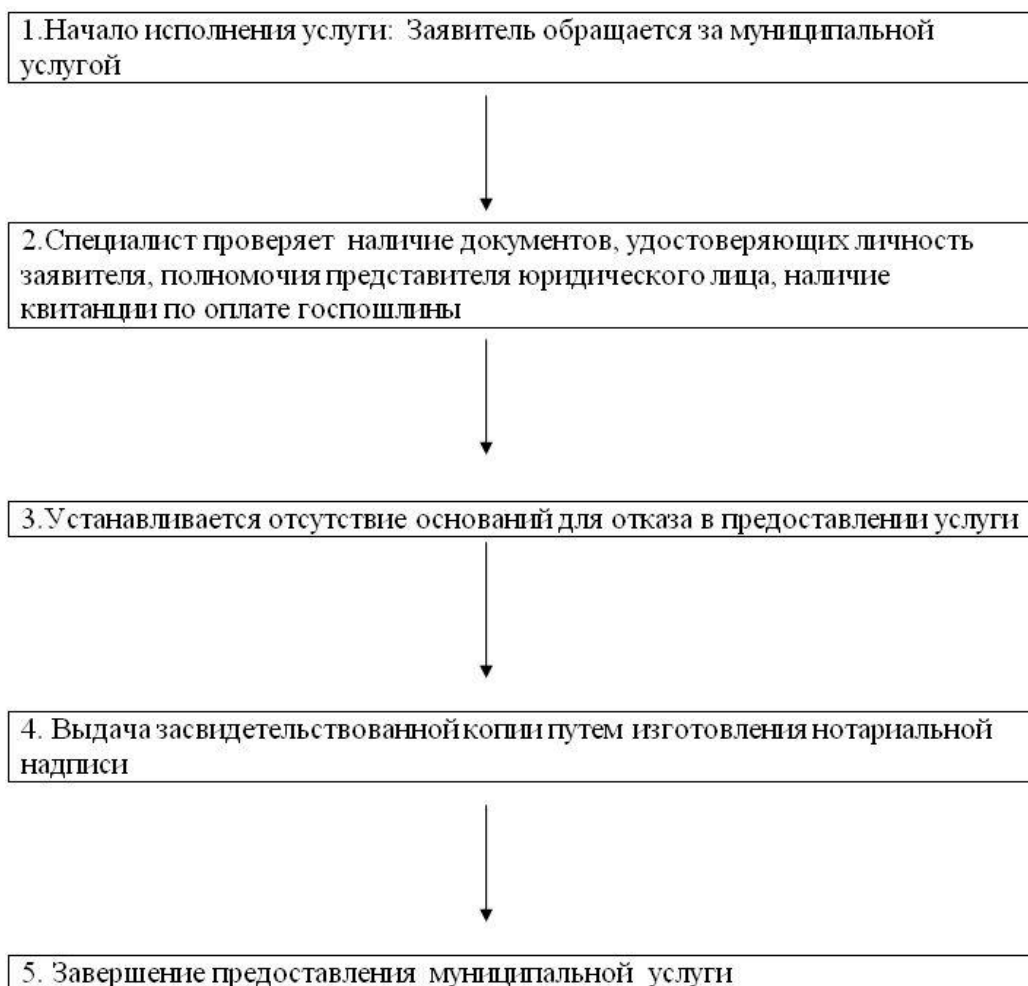 1.Начало исполнения услуги: Заявитель обращается за муниципальной
услугой
2.Специалист проверяет наличие документов, удостоверяющих личность
заявителя, полномочия представителя юридического лица, наличие
квитанции по оплате госпошлины
3.Устанавливается отсутствие оснований для отказа в предоставлении услуги
4. Выдача засвидетельствованной копии путем изготовления нотариальной
надписи
5. Завершение предоставления муниципальной услуги